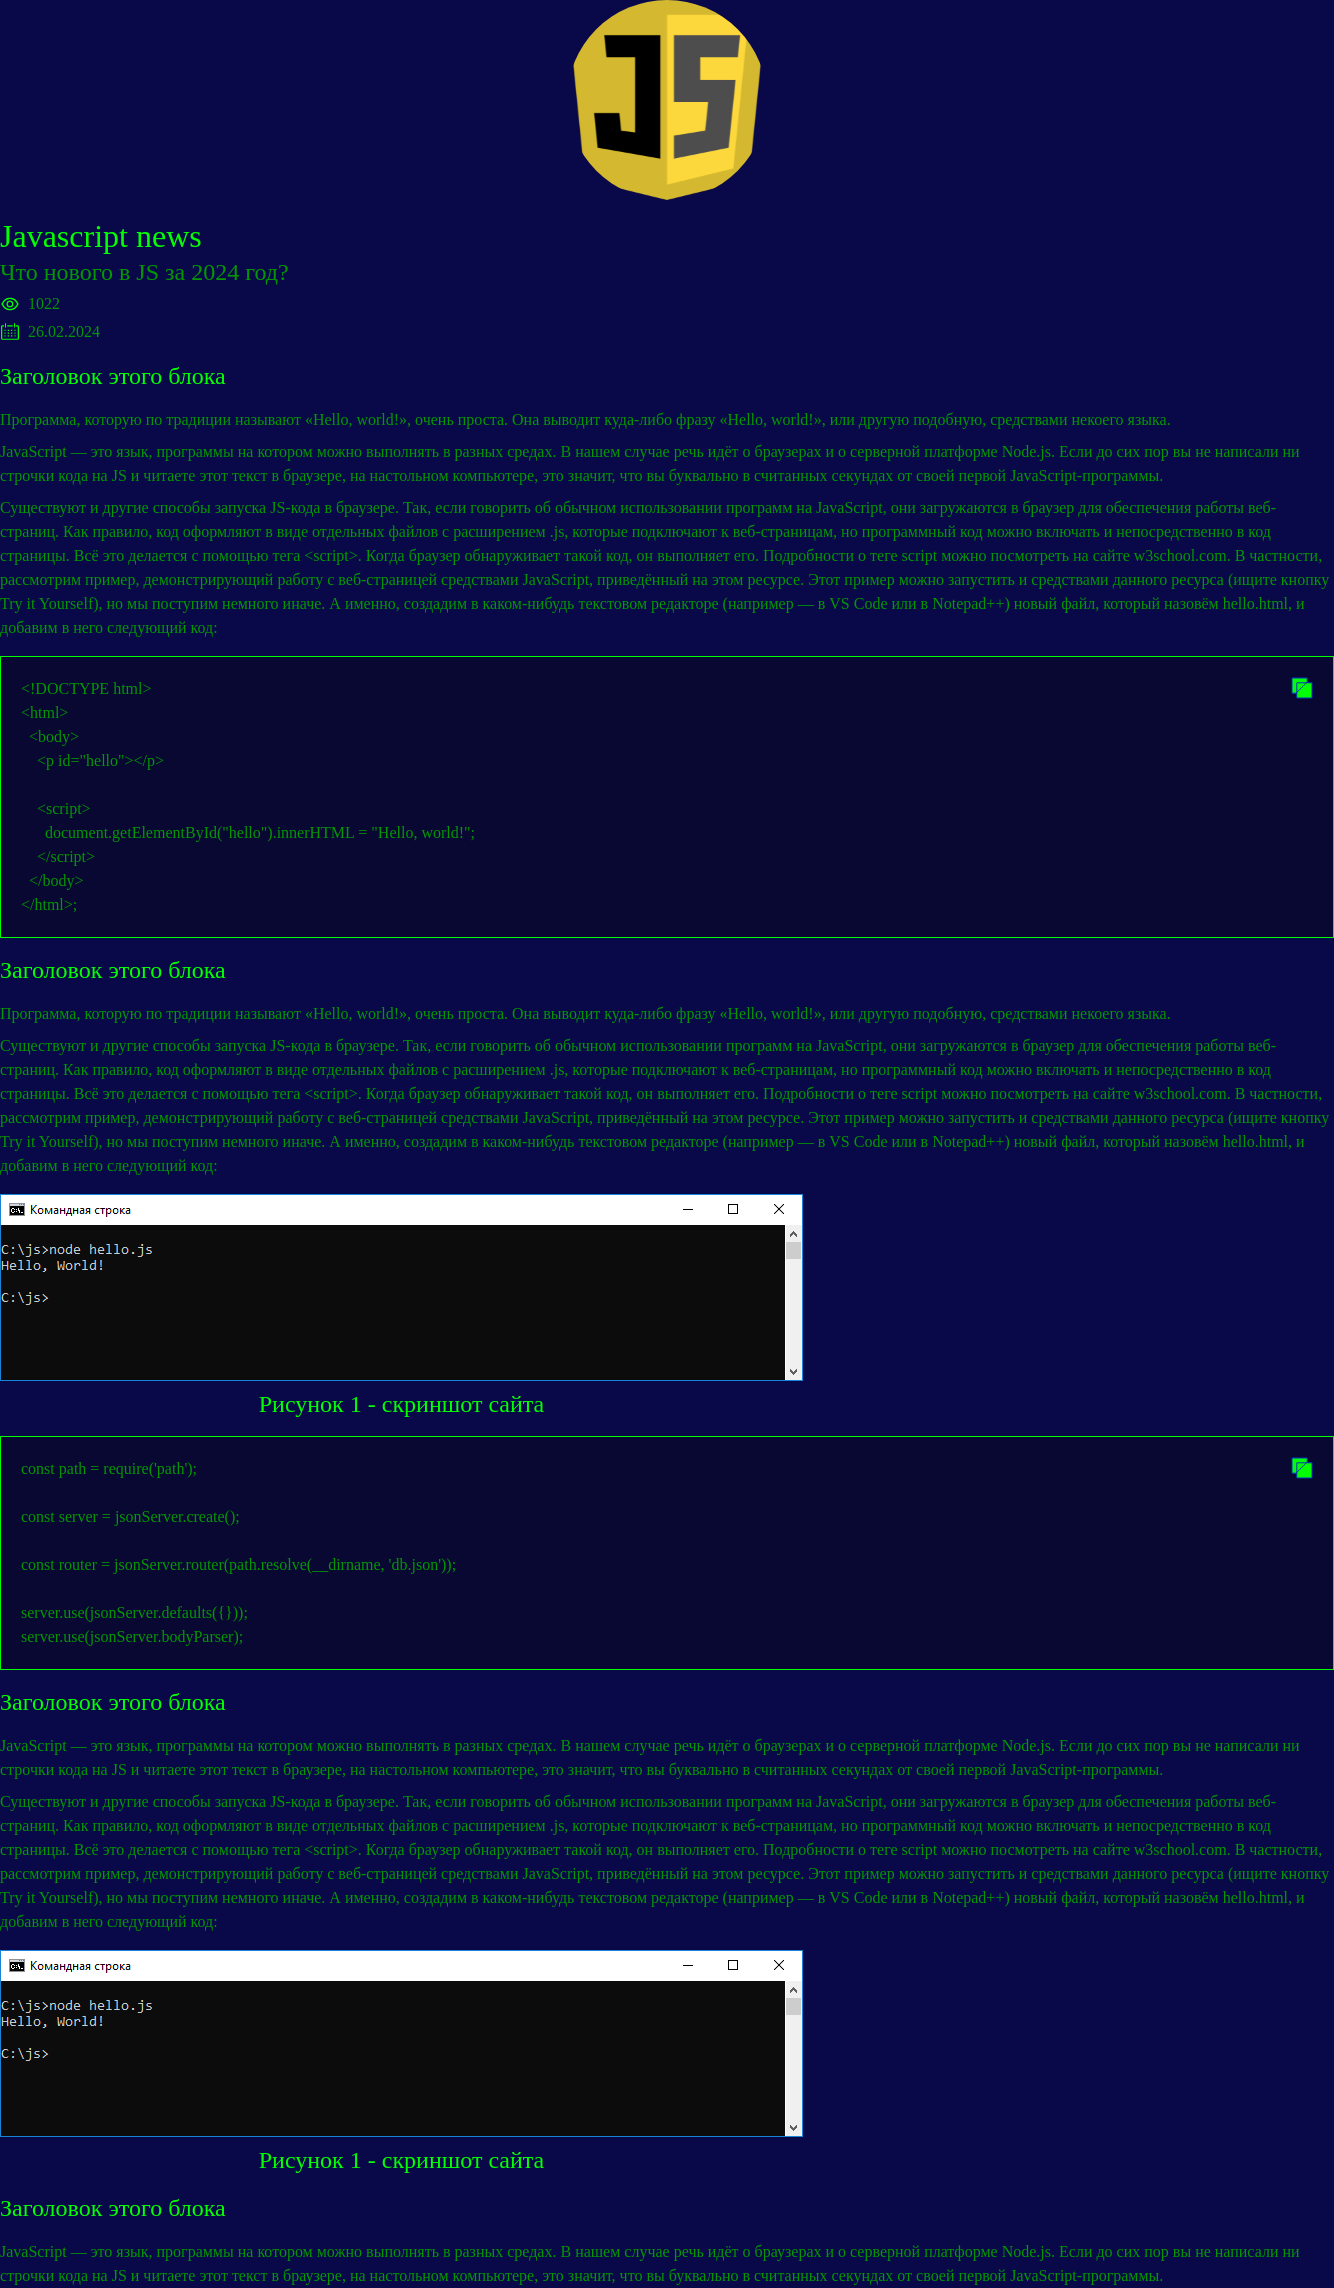 JS
Javascript news
Что нового в JS за 2024 год?
1022
26.02.2024
Заголовок этого блока
Программа, которую по традиции называют «Hello, world!», очень проста. Она выводит куда-либо фразу «Hello, world!», или другую подобную, средствами некоего языка.
JavaScript — это язык, программы на котором можно выполнять в разных средах. В нашем случае речь идёт о браузерах и о серверной платформе Node.js. Если до сих пор вы не написали ни
строчки кода на JS и читаете этот текст в браузере, на настольном компьютере, это значит, что вы буквально в считанных секундах от своей первой JavaScript-программы.
Существуют и другие способы запуска JS-кода в браузере. Так, если говорить об обычном использовании программ на JavaScript, они загружаются в браузер для обеспечения работы веб-
страниц. Как правило, код оформляют в виде отдельных файлов с расширением .js, которые подключают к веб-страницам, но программный код можно включать и непосредственно в код
страницы. Всё это делается с помощью тега <script>. Когда браузер обнаруживает такой код, он выполняет его. Подробности о теге script можно посмотреть на сайте w3school.com. В частности,
рассмотрим пример, демонстрирующий работу с веб-страницей средствами JavaScript, приведённый на этом ресурсе. Этот пример можно запустить и средствами данного ресурса (ищите кнопку
Try it Yourself), но мы поступим немного иначе. А именно, создадим в каком-нибудь текстовом редакторе (например — в VS Code или в Notepad++) новый файл, который назовём hello.html, и
добавим в него следующий код:
<!DOCTYPE html>
<html>
<body>
<p id="hello"></p>
<script>
document.getElementById("hello").innerHTML = "Hello, world!";
</script>
</body>
</html>;
Заголовок этого блока
Программа, которую по традиции называют «Hello, world!», очень проста. Она выводит куда-либо фразу «Hello, world!», или другую подобную, средствами некоего языка.
Существуют и другие способы запуска JS-кода в браузере. Так, если говорить об обычном использовании программ на JavaScript, они загружаются в браузер для обеспечения работы веб-
страниц. Как правило, код оформляют в виде отдельных файлов с расширением .js, которые подключают к веб-страницам, но программный код можно включать и непосредственно в код
страницы. Всё это делается с помощью тега <script>. Когда браузер обнаруживает такой код, он выполняет его. Подробности о теге script можно посмотреть на сайте w3school.com. В частности,
рассмотрим пример, демонстрирующий работу с веб-страницей средствами JavaScript, приведённый на этом ресурсе. Этот пример можно запустить и средствами данного ресурса (ищите кнопку
Try it Yourself), но мы поступим немного иначе. А именно, создадим в каком-нибудь текстовом редакторе (например — в VS Code или в Notepad++) новый файл, который назовём hello.html, и
добавим в него следующий код:
Командная строка
C:\js>node hello.js
Hello, World!
C:\js>
Рисунок 1 - скриншот сайта
const path = require('path');
const server = jsonServer.create();
const router = jsonServer.router(path.resolve(__dirname, 'db.json'));
server.use(jsonServer.defaults({}));
server.use(jsonServer.bodyParser);
Заголовок этого блока
JavaScript — это язык, программы на котором можно выполнять в разных средах. В нашем случае речь идёт о браузерах и о серверной платформе Node.js. Если до сих пор вы не написали ни
строчки кода на JS и читаете этот текст в браузере, на настольном компьютере, это значит, что вы буквально в считанных секундах от своей первой JavaScript-программы.
Существуют и другие способы запуска JS-кода в браузере. Так, если говорить об обычном использовании программ на JavaScript, они загружаются в браузер для обеспечения работы веб-
страниц. Как правило, код оформляют в виде отдельных файлов с расширением .js, которые подключают к веб-страницам, но программный код можно включать и непосредственно в код
страницы. Всё это делается с помощью тега <script>. Когда браузер обнаруживает такой код, он выполняет его. Подробности о теге script можно посмотреть на сайте w3school.com. В частности,
рассмотрим пример, демонстрирующий работу с веб-страницей средствами JavaScript, приведённый на этом ресурсе. Этот пример можно запустить и средствами данного ресурса (ищите кнопку
Try it Yourself), но мы поступим немного иначе. А именно, создадим в каком-нибудь текстовом редакторе (например — в VS Code или в Notepad++) новый файл, который назовём hello.html, и
добавим в него следующий код:
Командная строка
C:\js>node hello.js
Hello, World!
C:\js>
Рисунок 1 - скриншот сайта
Заголовок этого блока
JavaScript — это язык, программы на котором можно выполнять в разных средах. В нашем случае речь идёт о браузерах и о серверной платформе Node.js. Если до сих пор вы не написали ни
строчки кода на JS и читаете этот текст в браузере, на настольном компьютере, это значит, что вы буквально в считанных секундах от своей первой JavaScript-программы.